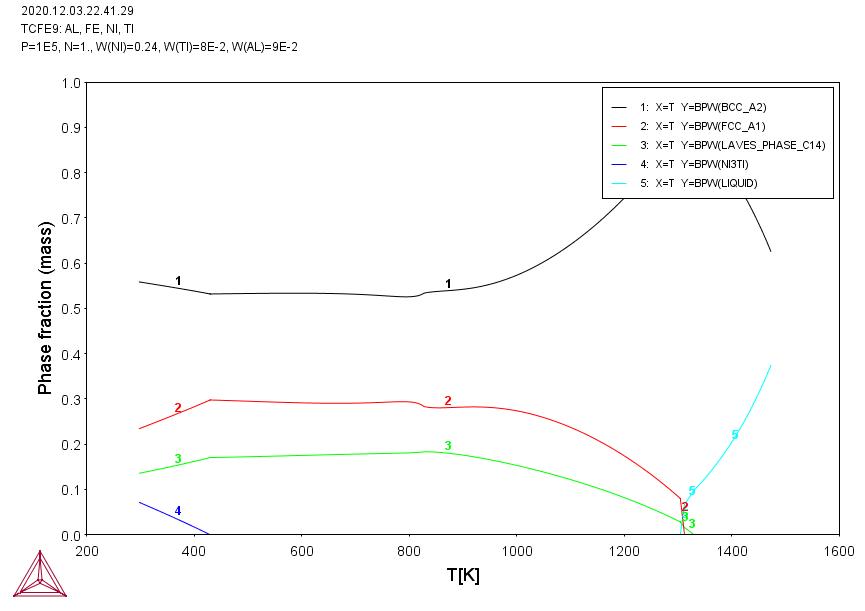 2020.12.03.22.41.29
TCFE9: AL, FE, NI, TI
P=1E5, N=1., W(NI)=0.24, W(TI)=8E-2, W(AL)=9E-2
1.0
0.9
0.8
0.7
0.6
0.5
0.4
0.3
0.2
0.1
0.0
Phase fraction (mass)
1: X=T Y=BPW(BCC_A2)
2: X=T Y=BPW(FCC_A1)
3: X=T Y=BPW(LAVES_PHASE_C14)
4: X=T Y=BPW(NI3TI)
5: X=T Y=BPW(LIQUID)
1
1
2
2
3
3
4
5
5
2
3
3
200 400 600 800 1000 1200 1400 1600
T[K]